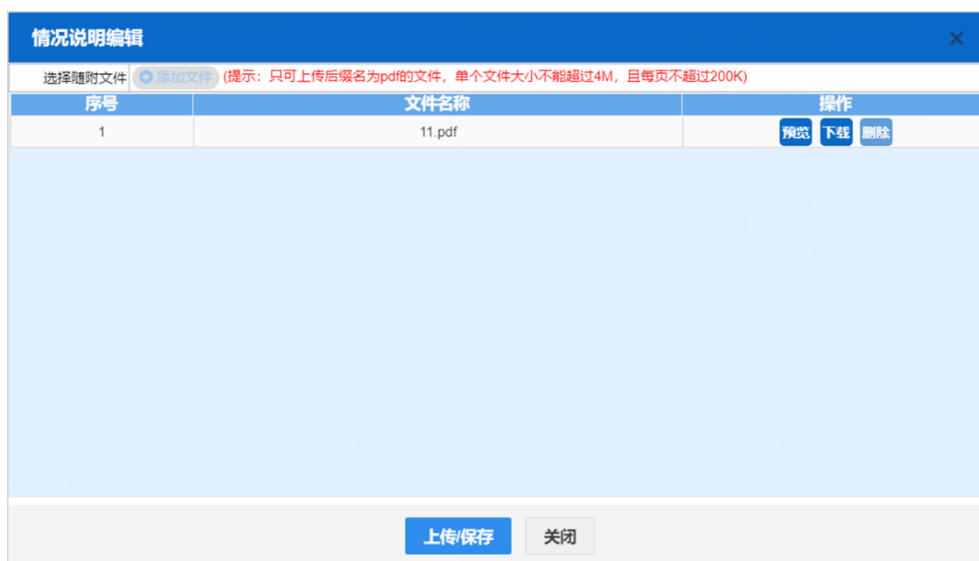 情况说明编辑
选择随附文件 添加文件 (提示：只可上传后缀名为pdf的文件，单个文件大小不能超过4M，且每页不超过200K)
序号 文件名称 操作
1 11.pdf 预览 下载 删除
上传/保存 关闭